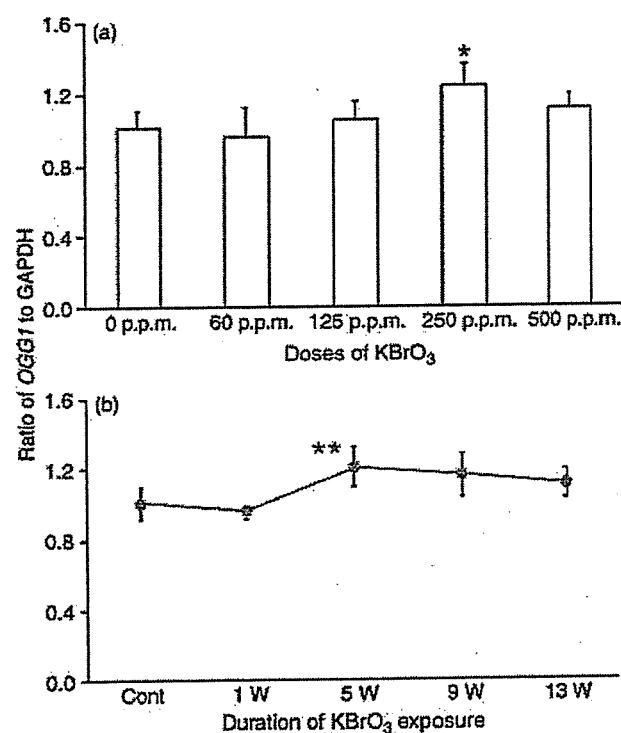 Ratio of OGG1 to GAPDH
(a)
1.6
1.2
0.8
0.4
0.0
*
0 p.p.m. 60 p.p.m. 125 p.p.m. 250 p.p.m. 500 p.p.m.
Doses of KBrO₃
(b)
1.6
1.2
0.8
0.4
0.0
**
Cont 1 W 5 W 9 W 13 W
Duration of KBrO₃ exposure